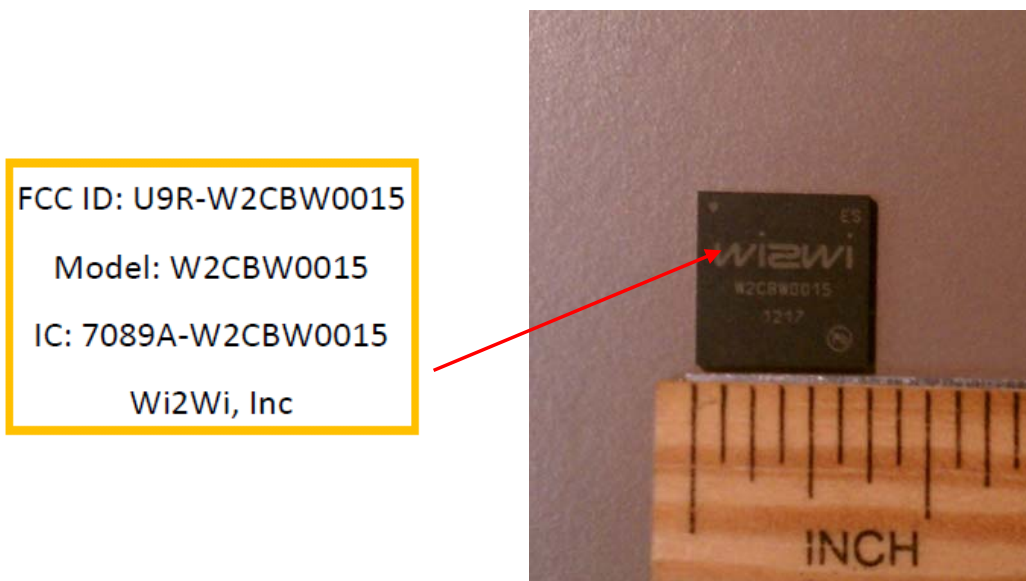 FCC ID: U9R-W2CBW0015
Model: W2CBW0015
IC: 7089A-W2CBW0015
Wi2Wi, Inc
ES
wi2wi
W2CBW0015
1217
INCH